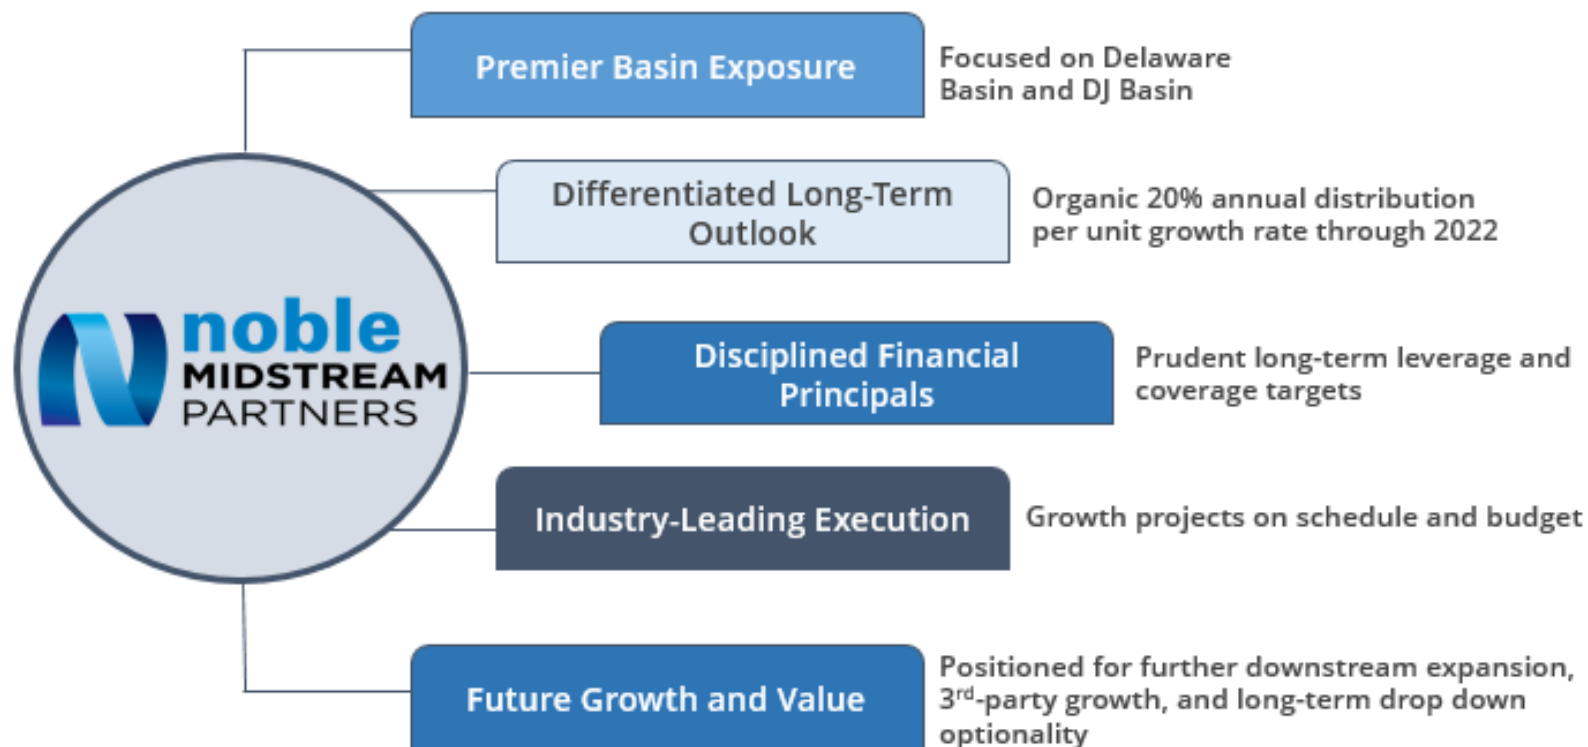 Premier Basin Exposure
Focused on Delaware
Basin and DJ Basin
Differentiated Long-Term
Outlook
Organic 20% annual distribution
per unit growth rate through 2022
noble
MIDSTREAM
PARTNERS
Disciplined Financial
Principals
Prudent long-term leverage and
coverage targets
Industry-Leading Execution
Growth projects on schedule and budget
Future Growth and Value
Positioned for further downstream expansion,
3rd-party growth, and long-term drop down
optionality